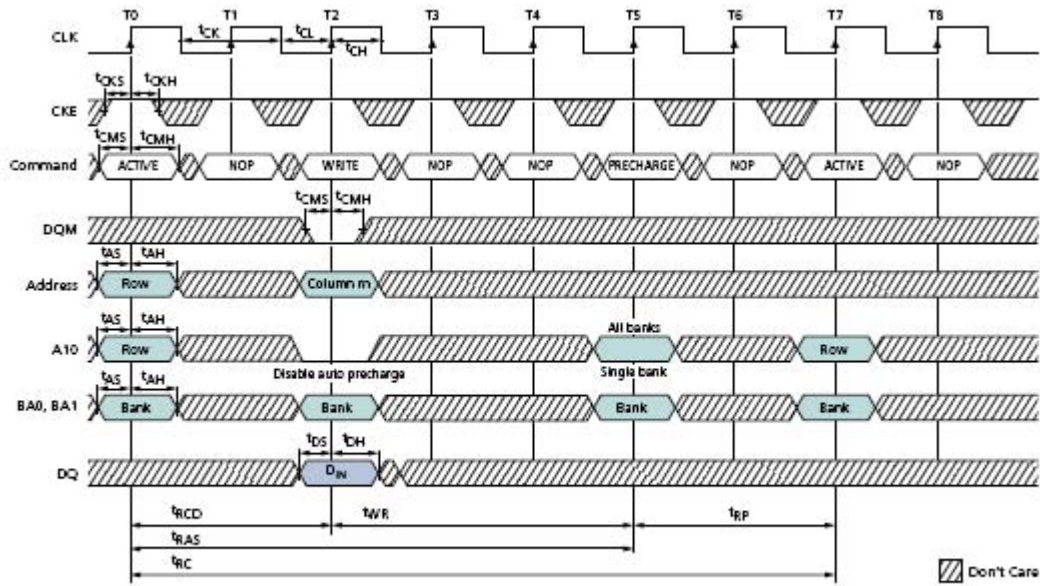 T0 T1 T2 T3 T4 T5 T6 T7 T8
CLK
tCK tCL
tCH
tCKS tCKH
CKE
tCMS tCMH
Command ACTIVE NOP WRITE NOP NOP PRECHARGE NOP ACTIVE NOP
tCMS tCMH
DQM
tAS tAH
Address Row Column m
tAS tAH
All banks
A10 Row Row
Disable auto precharge Single bank
tAS tAH
BA0, BA1 Bank Bank Bank Bank
tDS tDH
DQ DIN
tRCD tWR tRP
tRAS
tRC
Don't Care